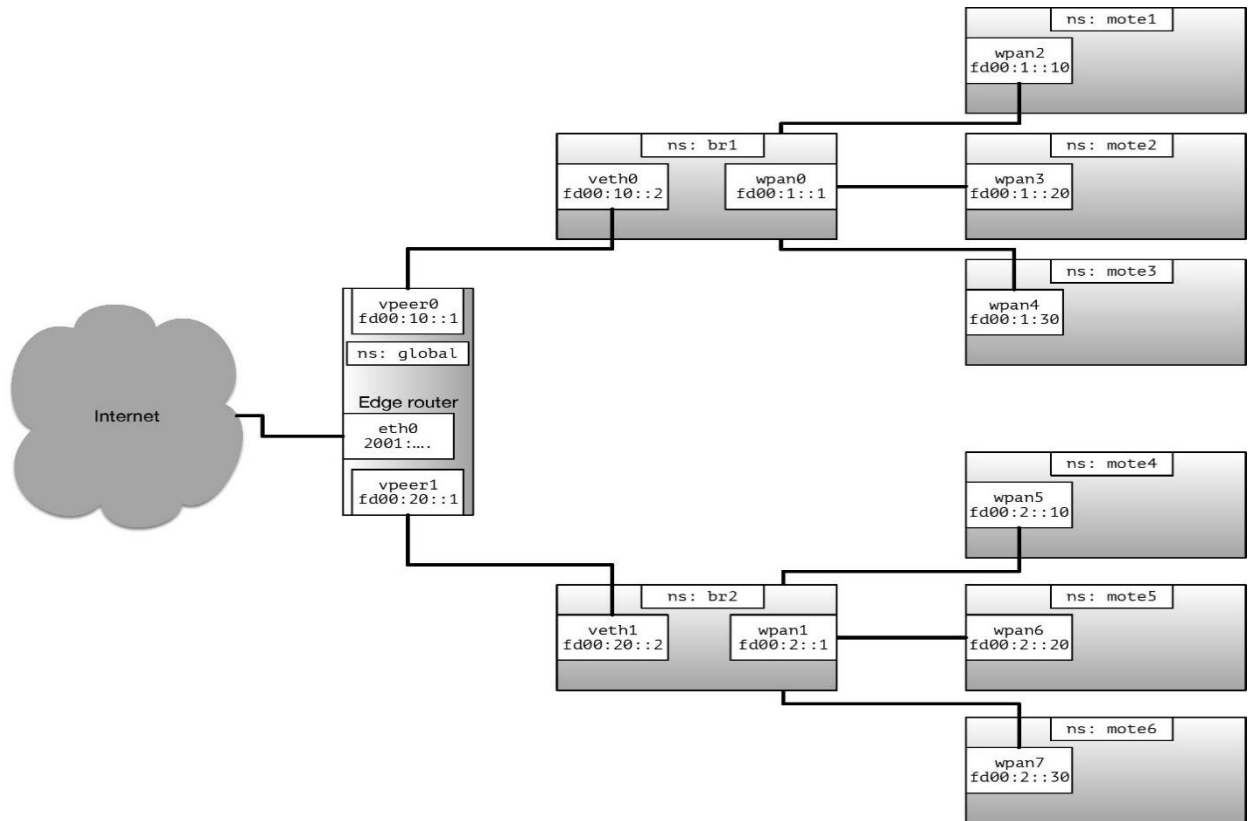 Internet
vpeer0
fd00:10::1
ns: global
Edge router
eth0
2001:….
vpeer1
fd00:20::1
ns: br1
veth0
fd00:10::2
wpan0
fd00:1::1
ns: mote1
wpan2
fd00:1::10
ns: mote2
wpan3
fd00:1::20
ns: mote3
wpan4
fd00:1:30
ns: br2
veth1
fd00:20::2
wpan1
fd00:2::1
ns: mote4
wpan5
fd00:2::10
ns: mote5
wpan6
fd00:2::20
ns: mote6
wpan7
fd00:2::30